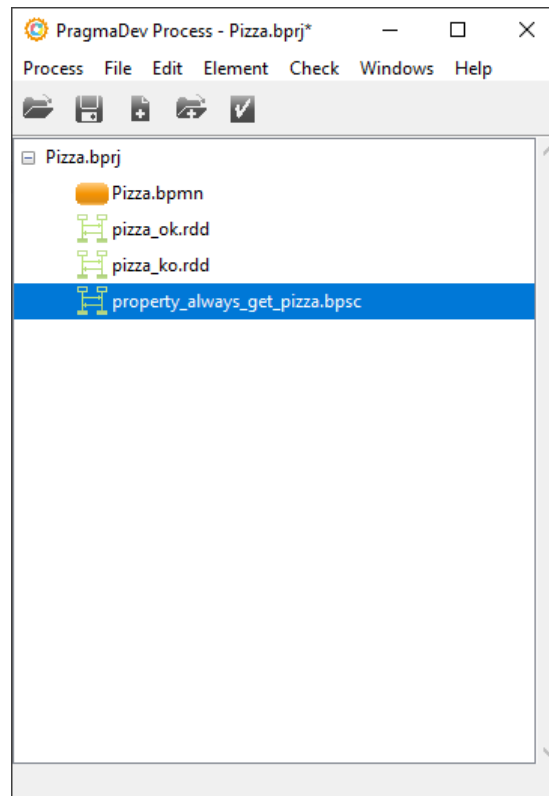 PragmaDev Process - Pizza.bprj*
Process File Edit Element Check Windows Help
Pizza.bprj
Pizza.bpmn
pizza_ok.rdd
pizza_ko.rdd
property_always_get_pizza.bpsc